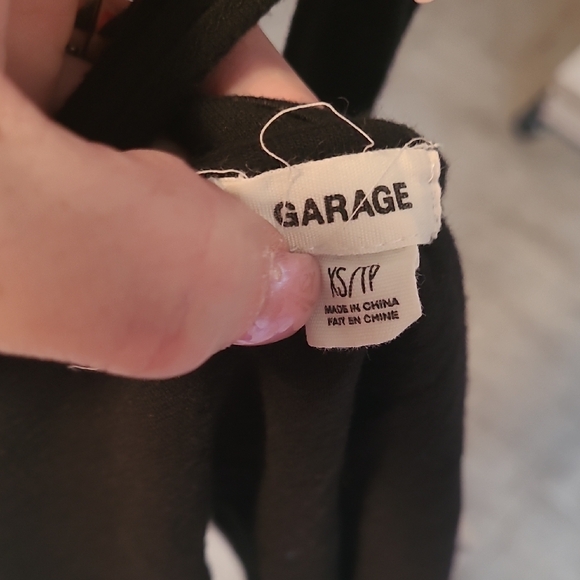 GARAGE
XS/TP
MADE IN CHINA
FAIT EN CHINE